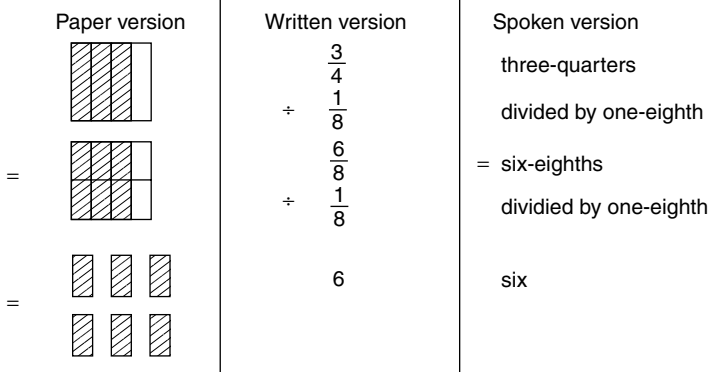 Paper version Written version Spoken version
3/4 three-quarters
÷ 1/8 divided by one-eighth
= 6/8 = six-eighths
÷ 1/8 dividied by one-eighth
= 6 six